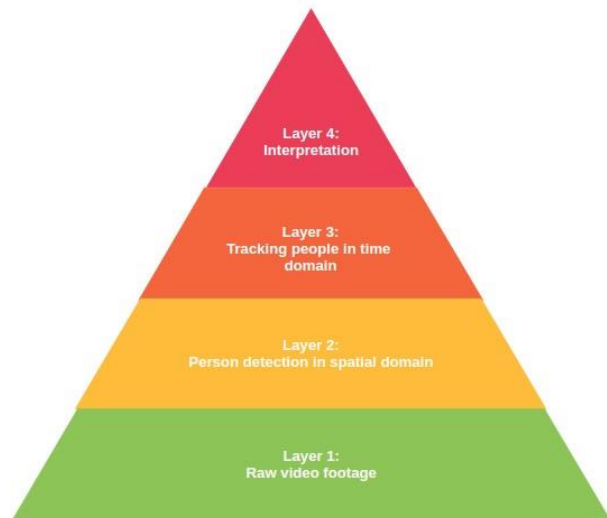 Layer 4:
Interpretation
Layer 3:
Tracking people in time
domain
Layer 2:
Person detection in spatial domain
Layer 1:
Raw video footage